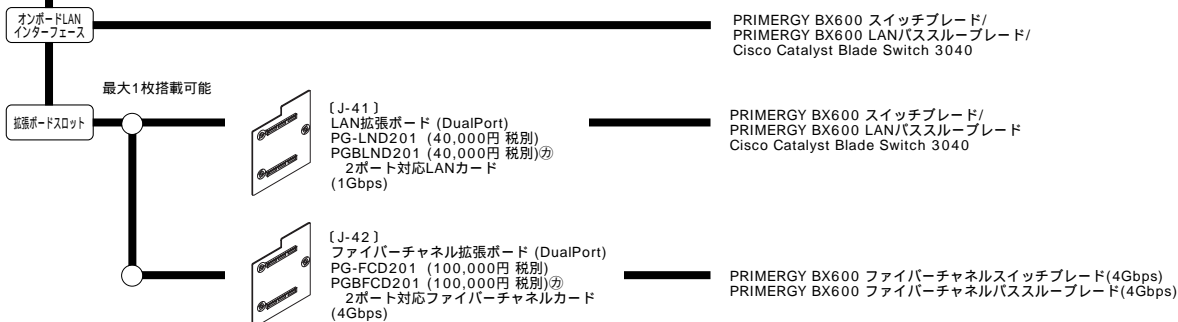 オンボードLAN
インターフェース
PRIMERGY BX600 スイッチブレード/
PRIMERGY BX600 LANパススルーブレード/
Cisco Catalyst Blade Switch 3040
最大1枚搭載可能
拡張ボードスロット
〔J-41〕
LAN拡張ボード (DualPort)
PG-LND201 (40,000円 税別)
PGBLND201 (40,000円 税別)㋕
2ポート対応LANカード
(1Gbps)
PRIMERGY BX600 スイッチブレード/
PRIMERGY BX600 LANパススルーブレード
Cisco Catalyst Blade Switch 3040
〔J-42〕
ファイバーチャネル拡張ボード (DualPort)
PG-FCD201 (100,000円 税別)
PGBFCD201 (100,000円 税別)㋕
2ポート対応ファイバーチャネルカード
(4Gbps)
PRIMERGY BX600 ファイバーチャネルスイッチブレード(4Gbps)
PRIMERGY BX600 ファイバーチャネルパススルーブレード(4Gbps)